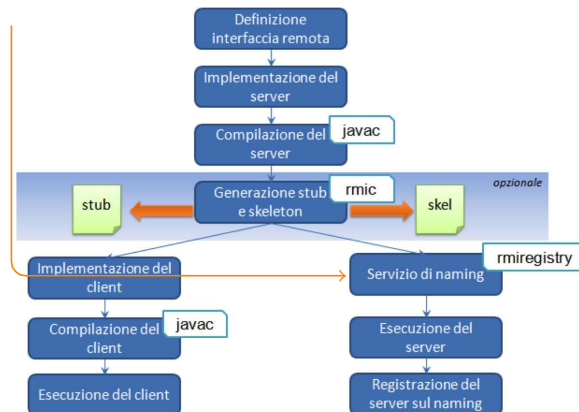 Definizione
interfaccia remota
Implementazione del
server
Compilazione del
server
javac
opzionale
Generazione stub
e skeleton
rmic
stub
skel
Implementazione del
client
Servizio di naming
rmiregistry
Compilazione del
client
javac
Esecuzione del
server
Esecuzione del client
Registrazione del
server sul naming